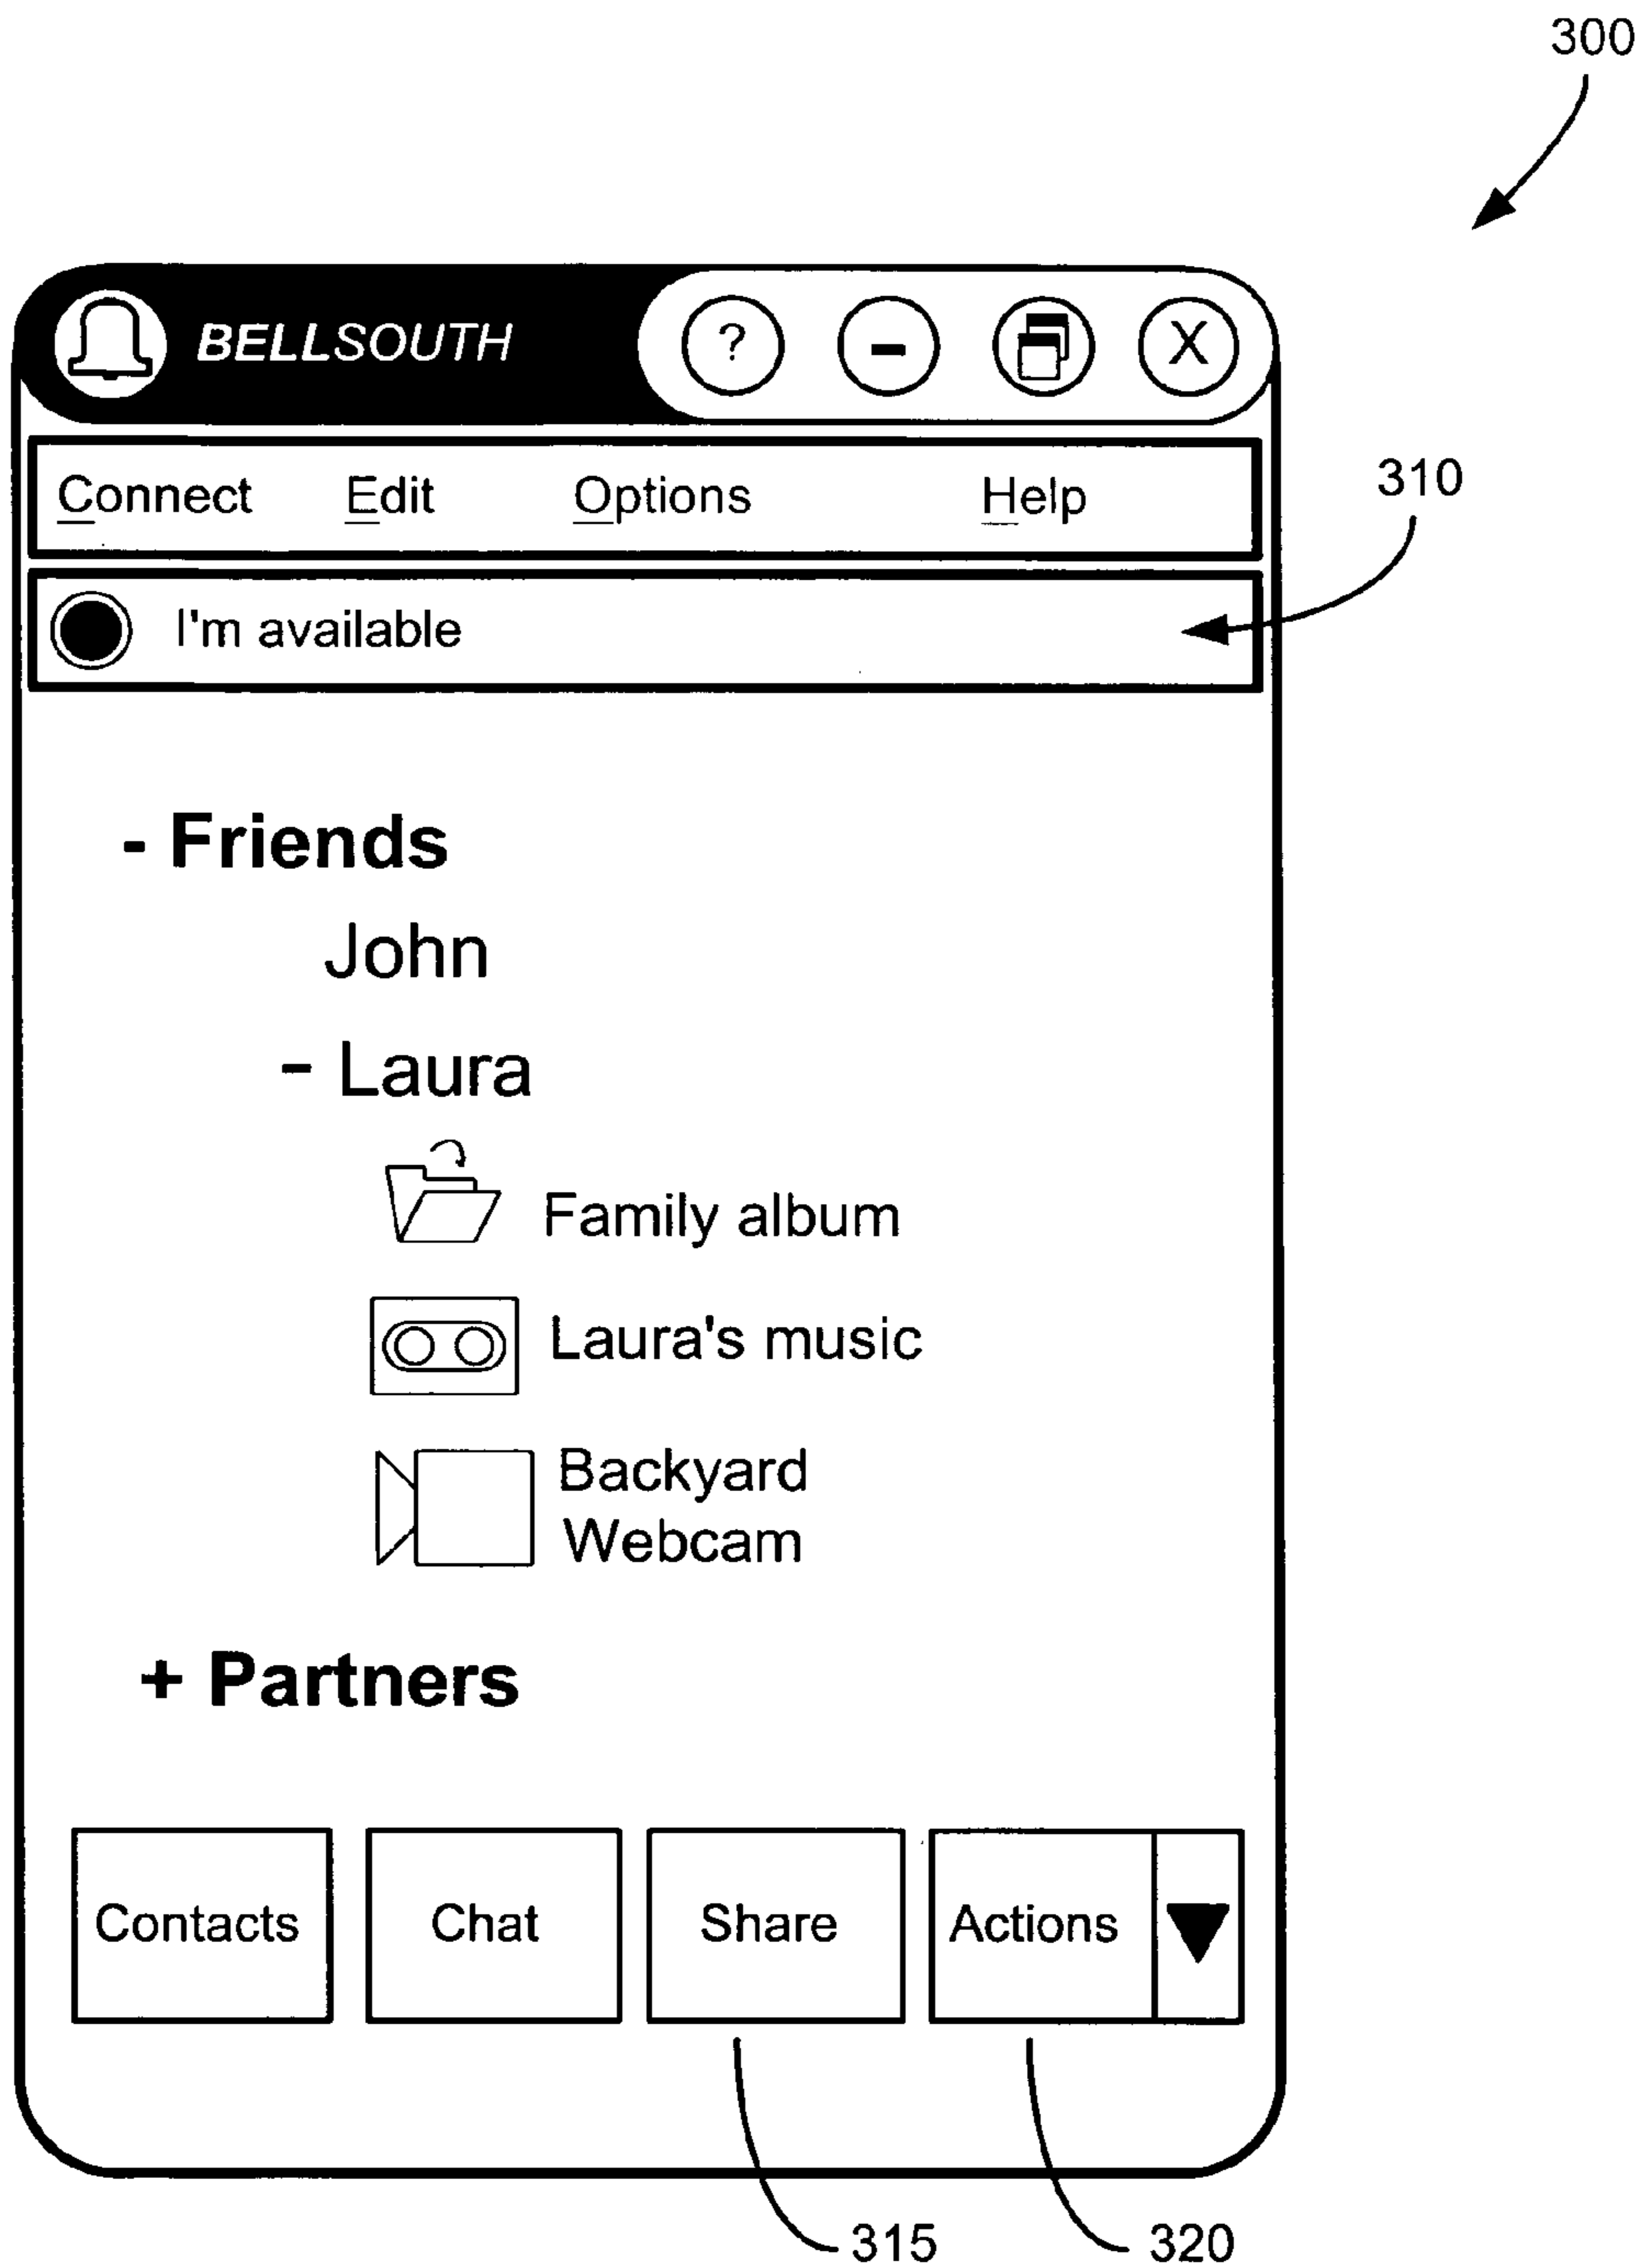 300
BELLSOUTH ? - X
Connect Edit Options Help
310
I'm available
- Friends
John
- Laura
Family album
Laura's music
Backyard
Webcam
+ Partners
Contacts Chat Share Actions
315 320